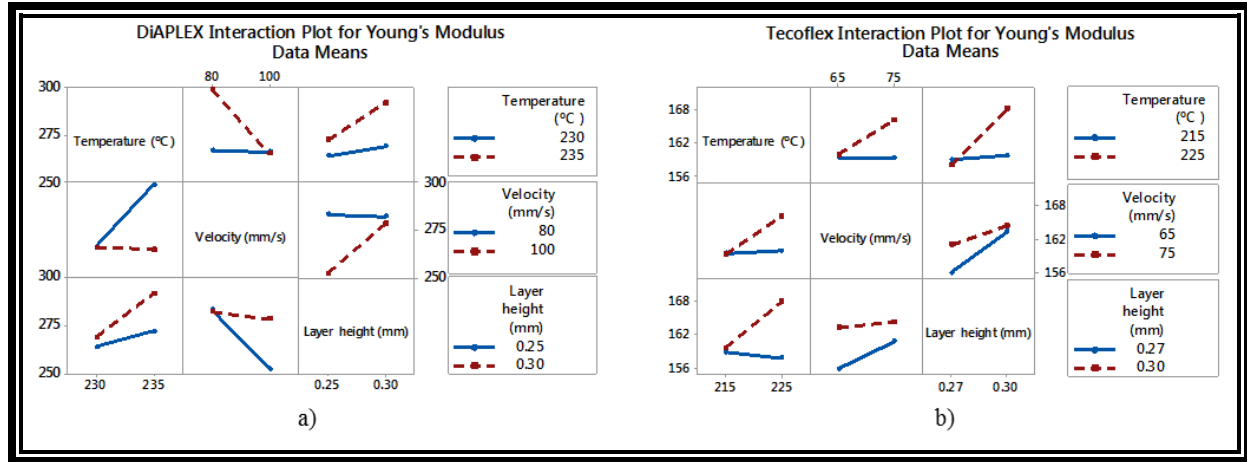 DiAPLEX Interaction Plot for Young's Modulus
Data Means
80 100
300
275
250
Temperature (ºC)
Temperature
(ºC )
230
235
300
275
250
Velocity (mm/s)
Velocity
(mm/s)
80
100
300
275
250
Layer height (mm)
Layer
height
(mm)
0.25
0.30
230 235
0.25 0.30
a)
Tecoflex Interaction Plot for Young's Modulus
Data Means
65 75
168
162
156
Temperature (ºC)
Temperature
(ºC )
215
225
168
162
156
Velocity (mm/s)
Velocity
(mm/s)
65
75
168
162
156
Layer height (mm)
Layer
height
(mm)
0.27
0.30
215 225
0.27 0.30
b)